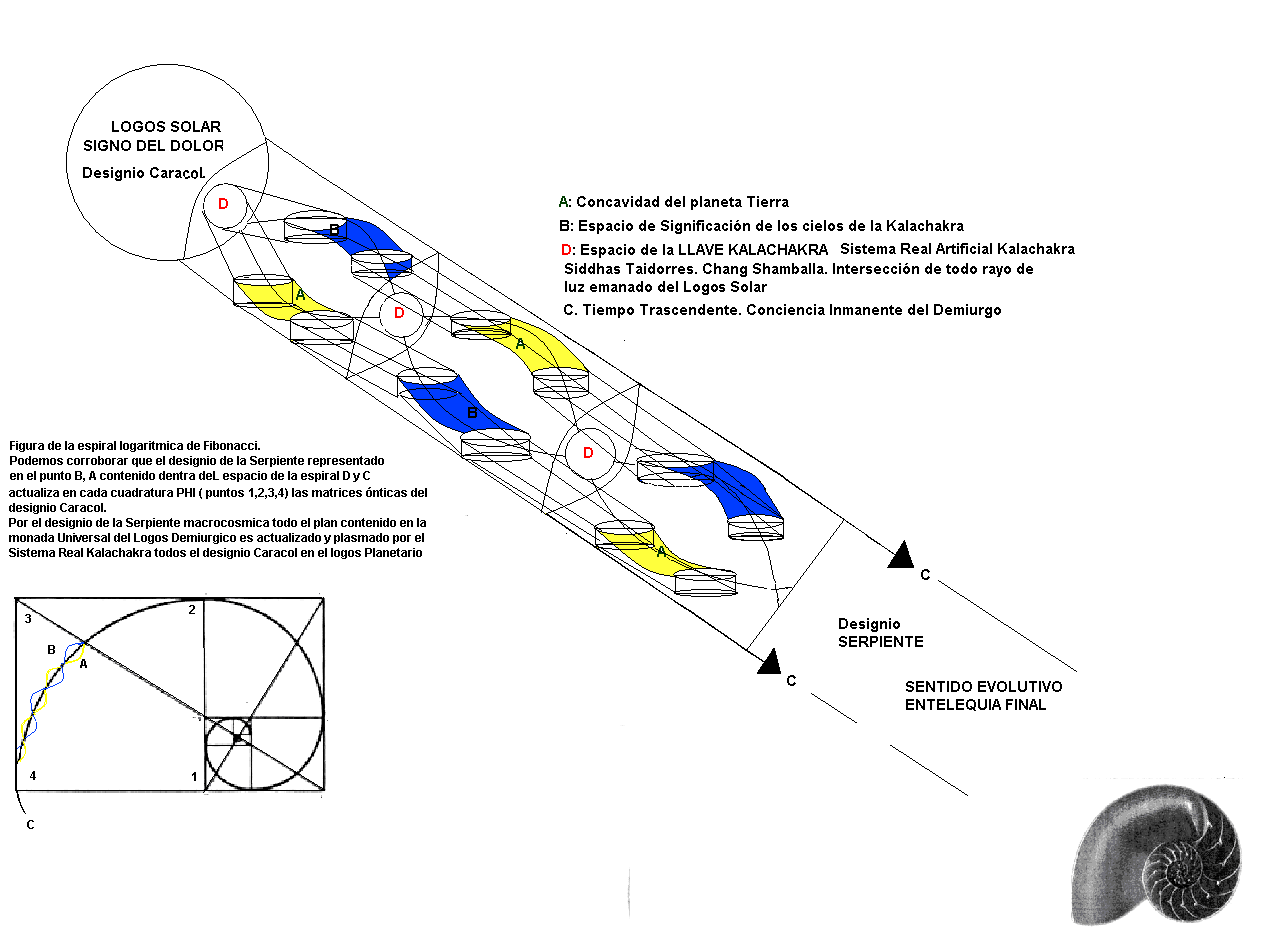 LOGOS SOLAR
SIGNO DEL DOLOR
Designio Caracol.
D
B
A
D
A
B
D
A
A: Concavidad del planeta Tierra
B: Espacio de Significación de los cielos de la Kalachakra
D: Espacio de la LLAVE KALACHAKRA Sistema Real Artificial Kalachakra
Siddhas Taidorres. Chang Shamballa. Intersección de todo rayo de
luz emanado del Logos Solar
C. Tiempo Trascendente. Conciencia Inmanente del Demiurgo
Figura de la espiral logaritmica de Fibonacci.
Podemos corroborar que el designio de la Serpiente representado
en el punto B, A contenido dentra deL espacio de la espiral D y C
actualiza en cada cuadratura PHI ( puntos 1,2,3,4) las matrices ónticas del
designio Caracol.
Por el designio de la Serpiente macrocosmica todo el plan contenido en la
monada Universal del Logos Demiurgico es actualizado y plasmado por el
Sistema Real Kalachakra todos el designio Caracol en el logos Planetario
C
C
Designio
SERPIENTE
SENTIDO EVOLUTIVO
ENTELEQUIA FINAL
3
2
B
A
4
1
C